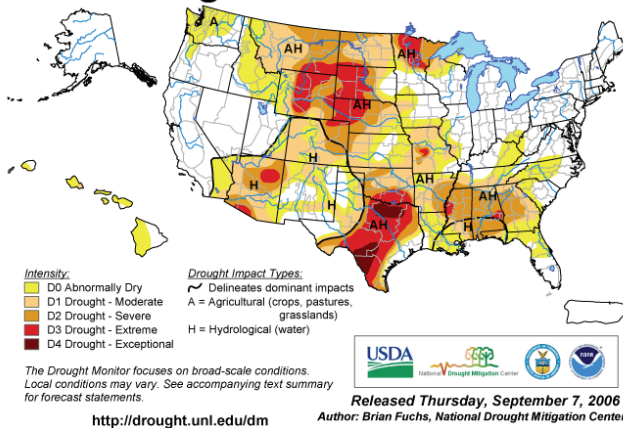 A
AH
AH
AH
H
AH
H
H
AH
AH
H
Intensity:
D0 Abnormally Dry
D1 Drought - Moderate
D2 Drought - Severe
D3 Drought - Extreme
D4 Drought - Exceptional
Drought Impact Types:
Delineates dominant impacts
A = Agricultural (crops, pastures,
grasslands)
H = Hydrological (water)
The Drought Monitor focuses on broad-scale conditions.
Local conditions may vary. See accompanying text summary
for forecast statements.
http://drought.unl.edu/dm
USDA
National Drought Mitigation Center
Released Thursday, September 7, 2006
Author: Brian Fuchs, National Drought Mitigation Center